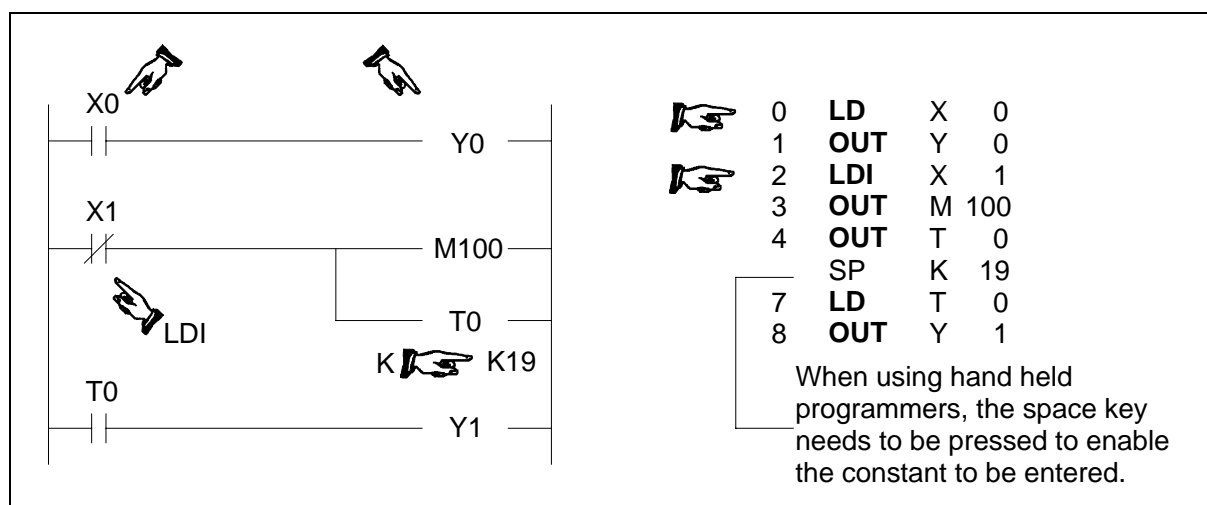 X0
Y0
X1
M100
LDI
T0
K K19
T0
Y1
0 LD X 0
1 OUT Y 0
2 LDI X 1
3 OUT M 100
4 OUT T 0
SP K 19
7 LD T 0
8 OUT Y 1
When using hand held
programmers, the space key
needs to be pressed to enable
the constant to be entered.